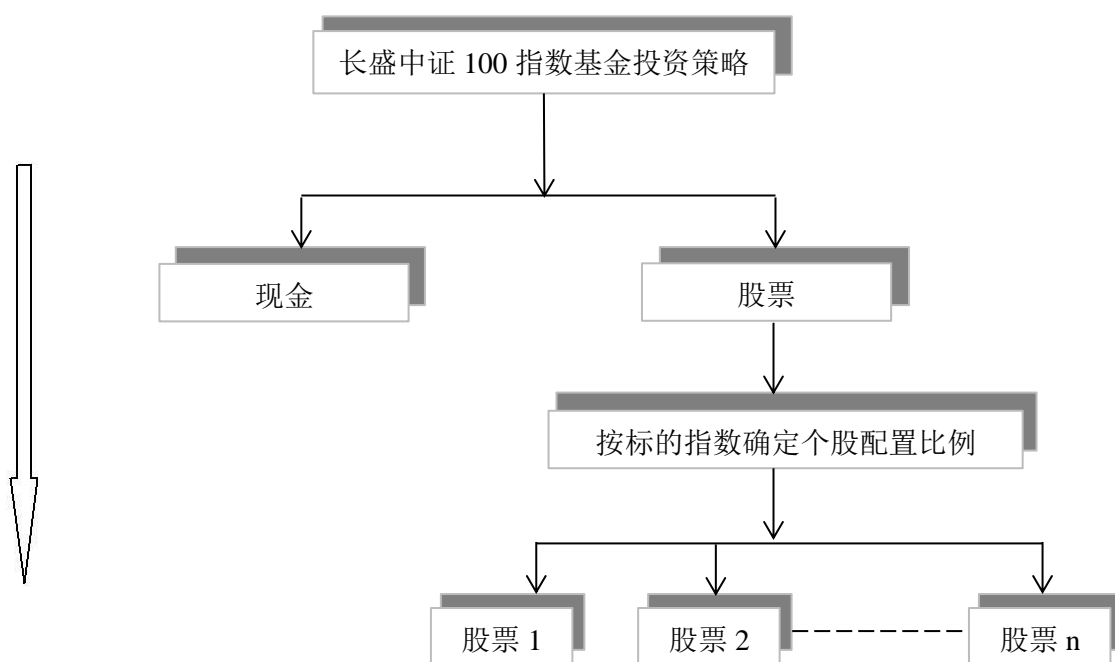 长盛中证 100 指数基金投资策略
现金
股票
按标的指数确定个股配置比例
股票 1
股票 2
股票 n